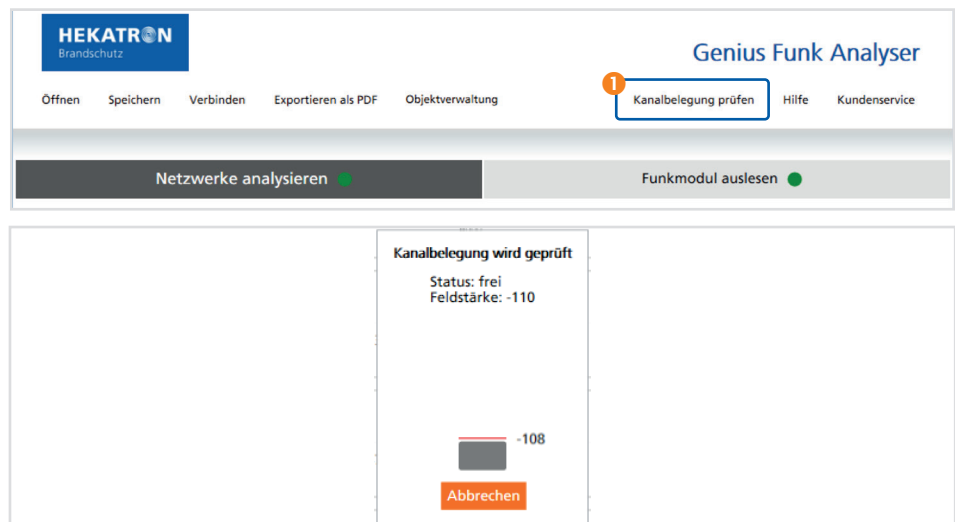 HEKATRON
Brandschutz
Genius Funk Analyser
1
Öffnen Speichern Verbinden Exportieren als PDF Objektverwaltung Kanalbelegung prüfen Hilfe Kundenservice
Netzwerke analysieren Funkmodul auslesen
Kanalbelegung wird geprüft
Status: frei
Feldstärke: -110
-108
Abbrechen